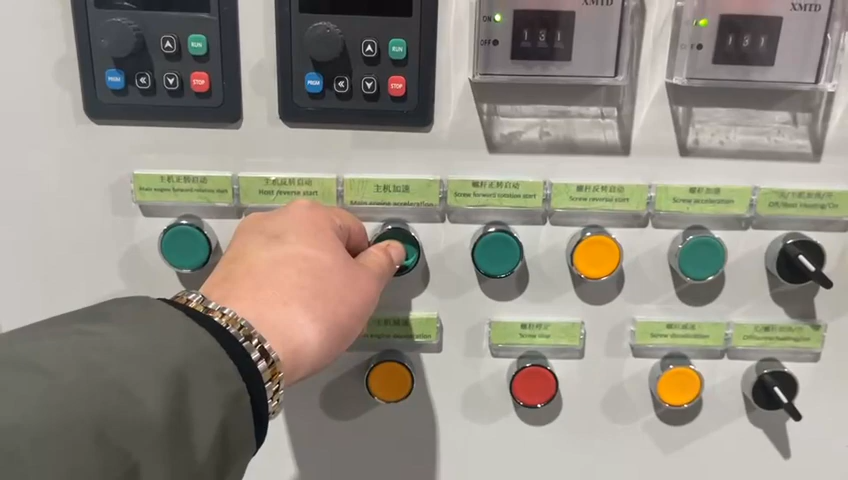 XMTD
XMTD
ON
OFF
131
131
RUN
RUN
PRGM
STOP
PRGM
STOP
主机正转启动
Main engine forward rotation start
主机反转启动
Host reverse start
主机加速
Main engine acceleration
螺杆正转启动
Screw forward rotation start
螺杆反转启动
Screw reverse start
螺杆加速
Screw acceleration
Off/Host Heating/On
主机减速
engine deceleration
螺杆停止
Screw stop
螺杆减速
Screw deceleration